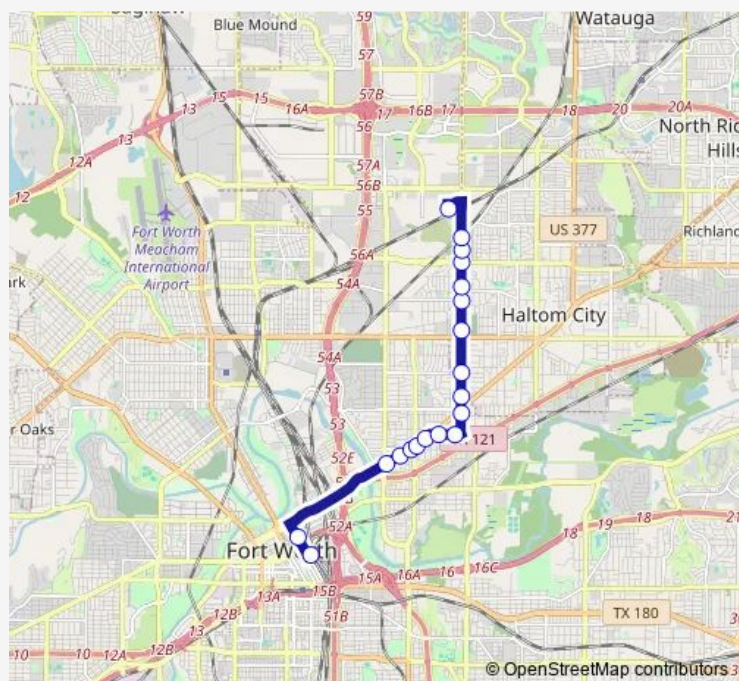 Saginaw
Blue Mound
Watauga
59
57
57B
15
15
16A
17
16B
17
18
20
20A
13
13
56
12A
57A
North Ric
Hills
12
56B
55
Fort Worth
Meacham
International
Airport
US 377
Richland
56A
54A
ark
Haltom City
54A
53
er Oaks
53
52E
121
52A
Fort Worth
18
19
16A
16C
15A
15B
13A
12B
13
51B
TX 180
10
10
12A
12B
© OpenStreetMap contributors